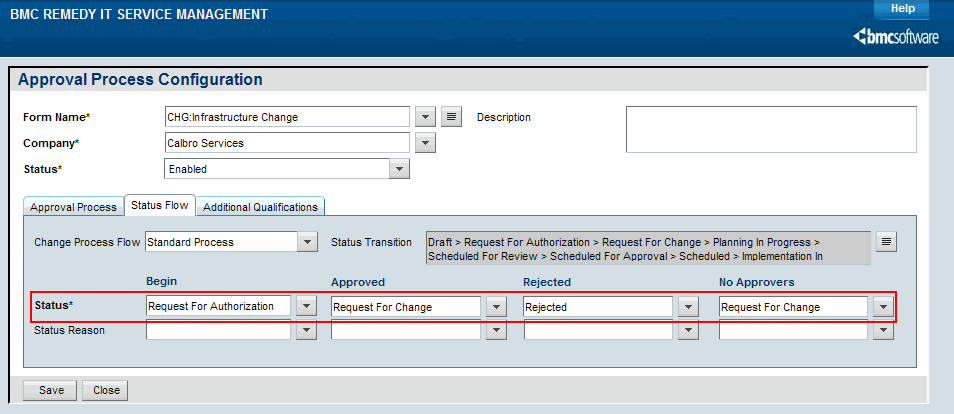 BMC REMEDY IT SERVICE MANAGEMENT
Help
bmcsoftware
Approval Process Configuration
Form Name* CHG:Infrastructure Change Description
Company* Calbro Services
Status* Enabled
Approval Process Status Flow Additional Qualifications
Change Process Flow Standard Process Status Transition Draft > Request For Authorization > Request For Change > Planning In Progress >
Scheduled For Review > Scheduled For Approval > Scheduled > Implementation In
Begin Approved Rejected No Approvers
Status* Request For Authorization Request For Change Rejected Request For Change
Status Reason
Save Close